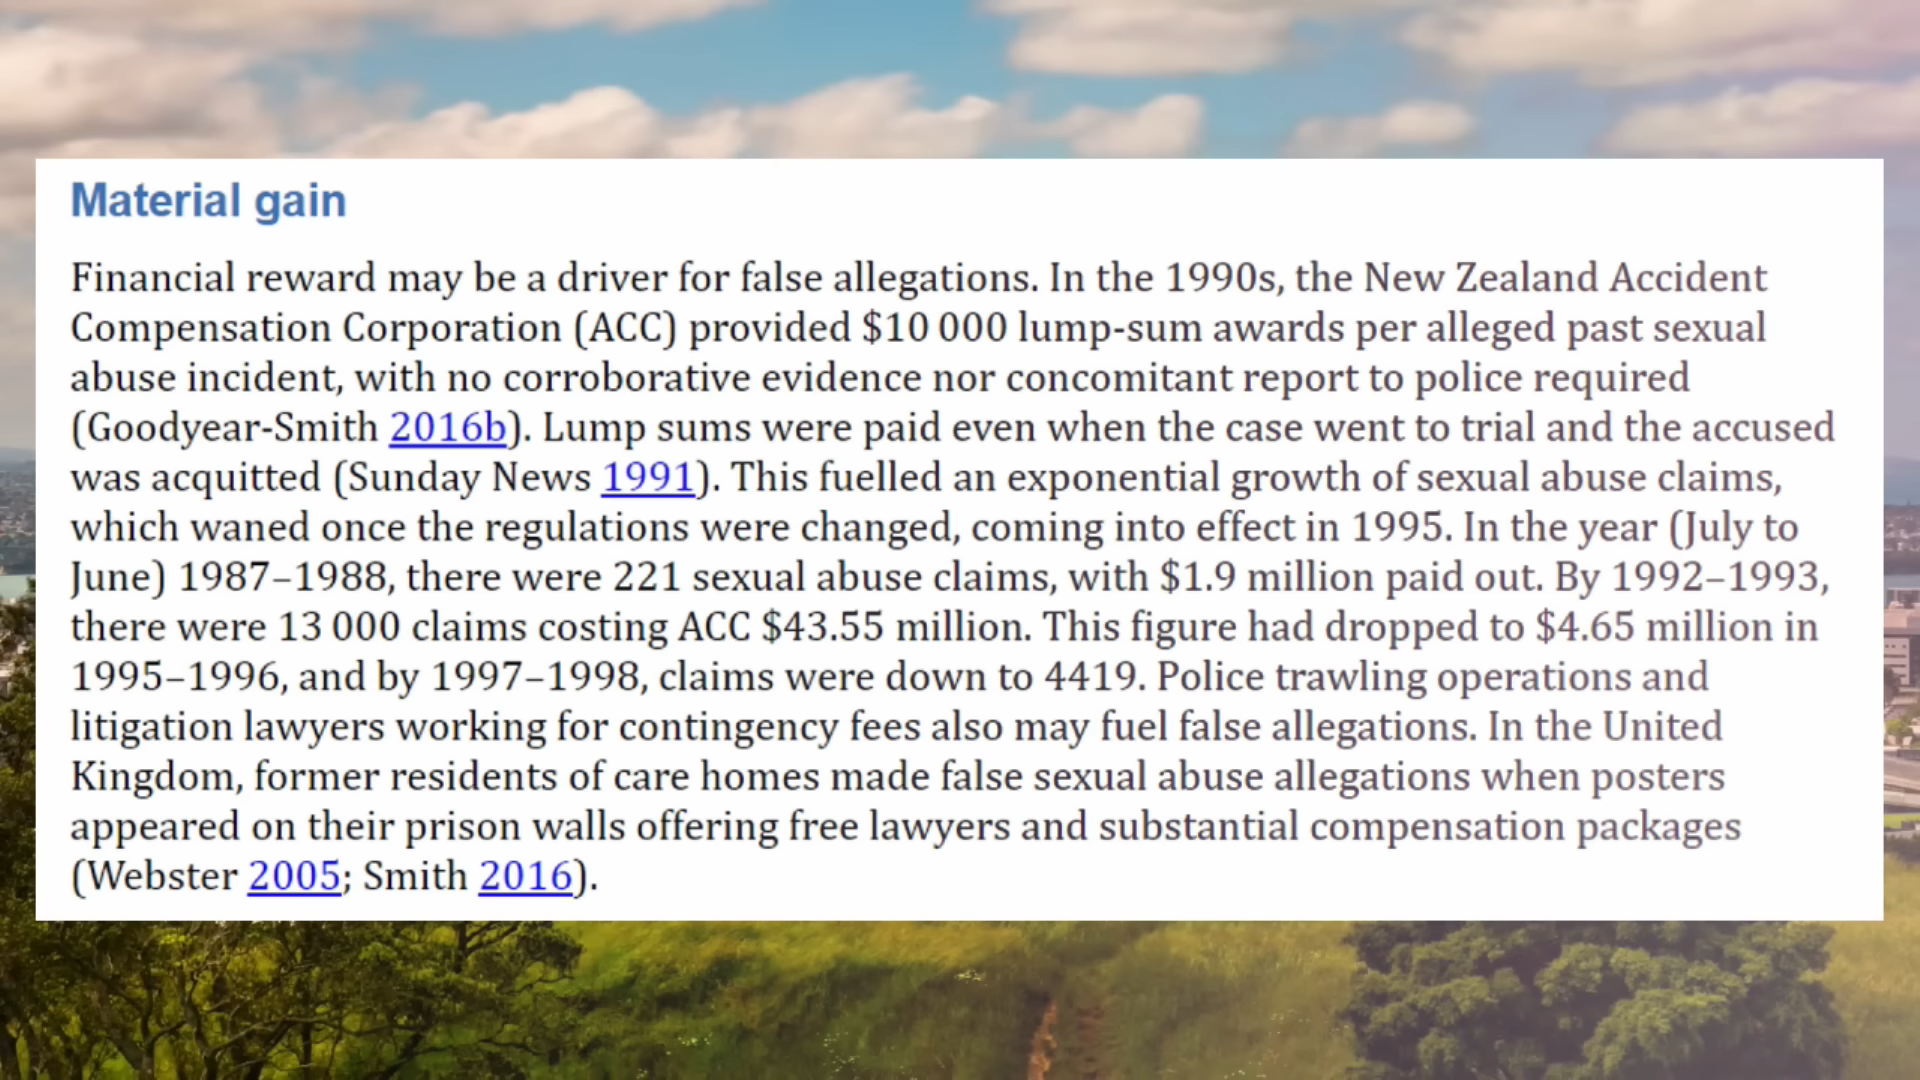 Material gain
Financial reward may be a driver for false allegations. In the 1990s, the New Zealand Accident
Compensation Corporation (ACC) provided $10 000 lump-sum awards per alleged past sexual
abuse incident, with no corroborative evidence nor concomitant report to police required
(Goodyear-Smith 2016b). Lump sums were paid even when the case went to trial and the accused
was acquitted (Sunday News 1991). This fuelled an exponential growth of sexual abuse claims,
which waned once the regulations were changed, coming into effect in 1995. In the year (July to
June) 1987–1988, there were 221 sexual abuse claims, with $1.9 million paid out. By 1992–1993,
there were 13 000 claims costing ACC $43.55 million. This figure had dropped to $4.65 million in
1995–1996, and by 1997–1998, claims were down to 4419. Police trawling operations and
litigation lawyers working for contingency fees also may fuel false allegations. In the United
Kingdom, former residents of care homes made false sexual abuse allegations when posters
appeared on their prison walls offering free lawyers and substantial compensation packages
(Webster 2005; Smith 2016).